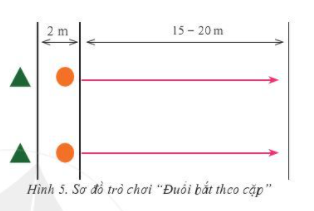 2 m
15 – 20 m
Hình 5. Sơ đồ trò chơi “Đuổi bắt theo cặp”